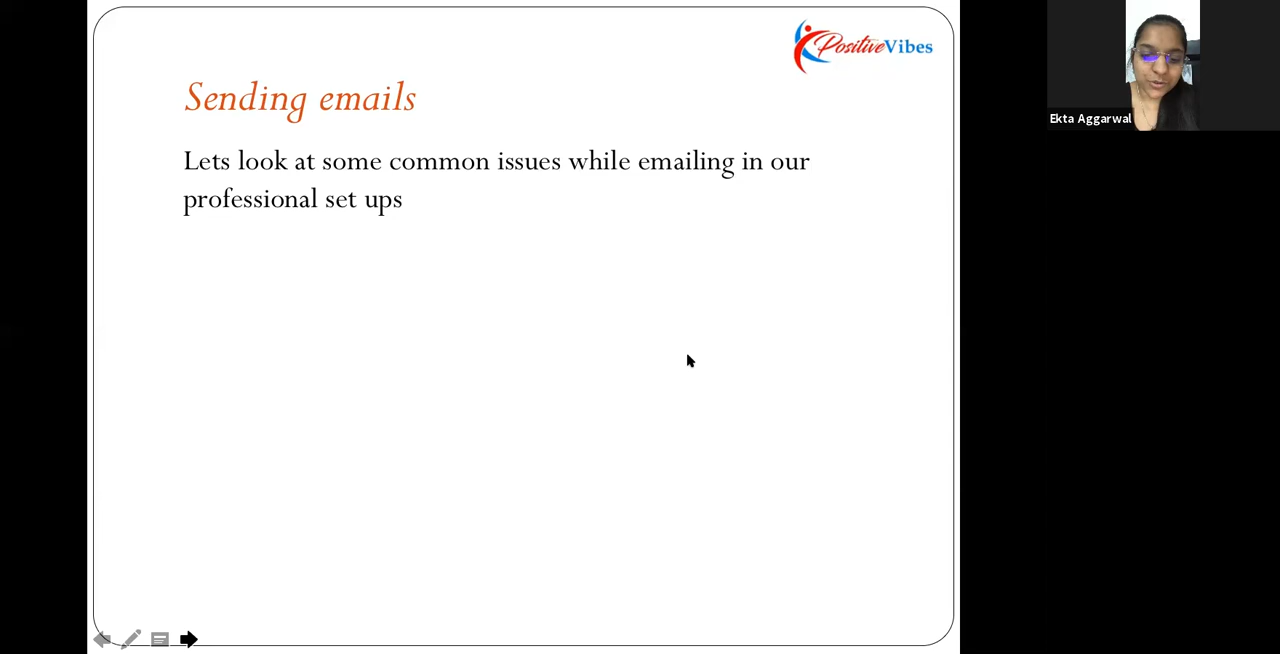 PositiveVibes
Sending emails
Lets look at some common issues while emailing in our
professional set ups
Ekta Aggarwal